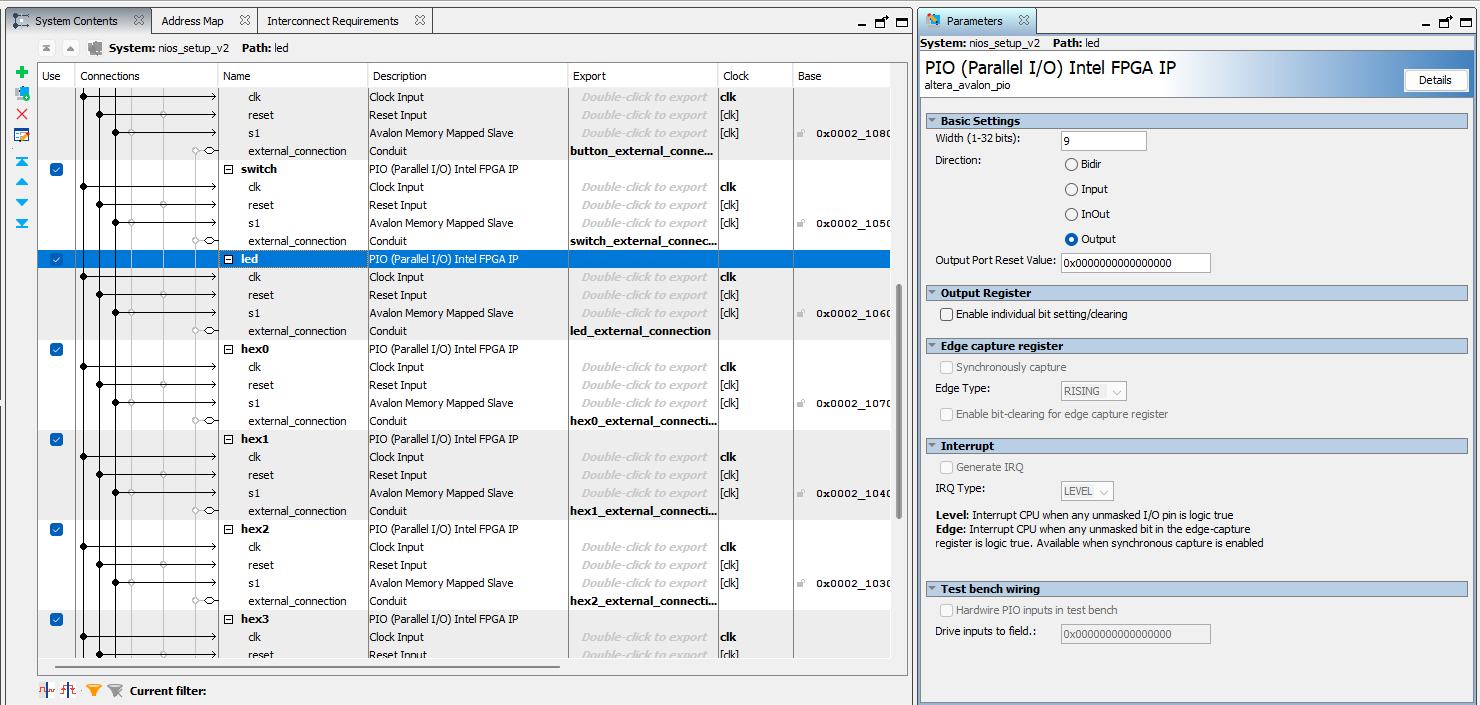 System Contents Address Map Interconnect Requirements
System: nios_setup_v2 Path: led
Use Connections Name Description Export Clock Base
clk Clock Input Double-click to export clk
reset Reset Input Double-click to export [clk]
s1 Avalon Memory Mapped Slave Double-click to export [clk] 0x0002_1080
external_connection Conduit button_external_conne...
switch PIO (Parallel I/O) Intel FPGA IP
clk Clock Input Double-click to export clk
reset Reset Input Double-click to export [clk]
s1 Avalon Memory Mapped Slave Double-click to export [clk] 0x0002_1050
external_connection Conduit switch_external_connec...
led PIO (Parallel I/O) Intel FPGA IP
clk Clock Input Double-click to export clk
reset Reset Input Double-click to export [clk]
s1 Avalon Memory Mapped Slave Double-click to export [clk] 0x0002_1060
external_connection Conduit led_external_connection
hex0 PIO (Parallel I/O) Intel FPGA IP
clk Clock Input Double-click to export clk
reset Reset Input Double-click to export [clk]
s1 Avalon Memory Mapped Slave Double-click to export [clk] 0x0002_1070
external_connection Conduit hex0_external_connecti...
hex1 PIO (Parallel I/O) Intel FPGA IP
clk Clock Input Double-click to export clk
reset Reset Input Double-click to export [clk]
s1 Avalon Memory Mapped Slave Double-click to export [clk] 0x0002_1040
external_connection Conduit hex1_external_connecti...
hex2 PIO (Parallel I/O) Intel FPGA IP
clk Clock Input Double-click to export clk
reset Reset Input Double-click to export [clk]
s1 Avalon Memory Mapped Slave Double-click to export [clk] 0x0002_1030
external_connection Conduit hex2_external_connecti...
hex3 PIO (Parallel I/O) Intel FPGA IP
clk Clock Input Double-click to export clk
reset Reset Input Double-click to export [clk]
Current filter:
Parameters
System: nios_setup_v2 Path: led
PIO (Parallel I/O) Intel FPGA IP
altera_avalon_pio
Details
Basic Settings
Width (1-32 bits): 9
Direction:
Bidir
Input
InOut
Output
Output Port Reset Value: 0x0000000000000000
Output Register
Enable individual bit setting/clearing
Edge capture register
Synchronously capture
Edge Type: RISING
Enable bit-clearing for edge capture register
Interrupt
Generate IRQ
IRQ Type: LEVEL
Level: Interrupt CPU when any unmasked I/O pin is logic true
Edge: Interrupt CPU when any unmasked bit in the edge-capture
register is logic true. Available when synchronous capture is enabled
Test bench wiring
Hardwire PIO inputs in test bench
Drive inputs to field.: 0x0000000000000000